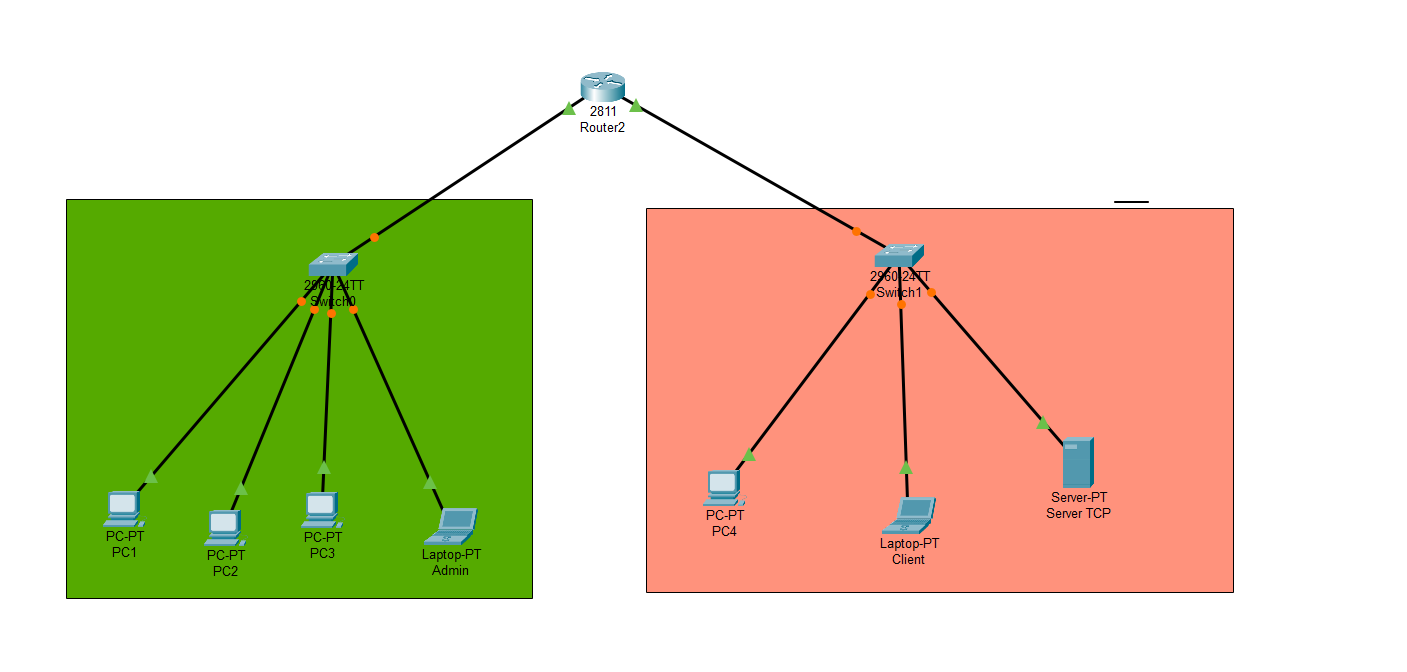 2811
Router2
2960-24TT
Switch0
2960-24TT
Switch1
PC-PT
PC1
PC-PT
PC2
PC-PT
PC3
Laptop-PT
Admin
PC-PT
PC4
Laptop-PT
Client
Server-PT
Server TCP